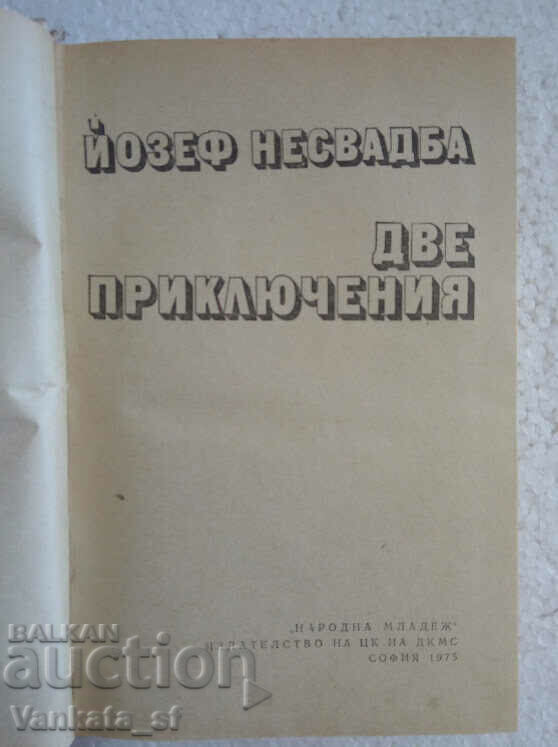 ЙОЗЕФ НЕСВАДБА
ДВЕ
ПРИКЛЮЧЕНИЯ
„НАРОДНА МЛАДЕЖ“
ИЗДАТЕЛСТВО НА ЦК НА ДКМС
СОФИЯ 1975
BALKAN
auction
Vankata_sf